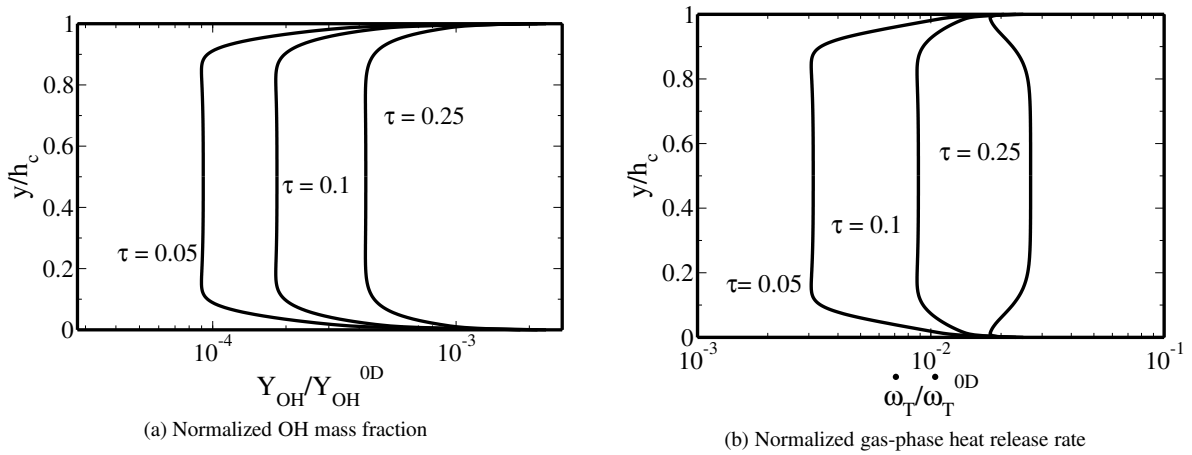 1
0.8
0.6
0.4
0.2
0
y/h_c
τ = 0.25
τ = 0.1
τ = 0.05
10^-4
10^-3
Y_OH/Y_OH^0D
(a) Normalized OH mass fraction
1
0.8
0.6
0.4
0.2
0
y/h_c
τ = 0.25
τ = 0.1
τ= 0.05
10^-3
10^-2
10^-1
ω̇_T/ω̇_T^0D
(b) Normalized gas-phase heat release rate